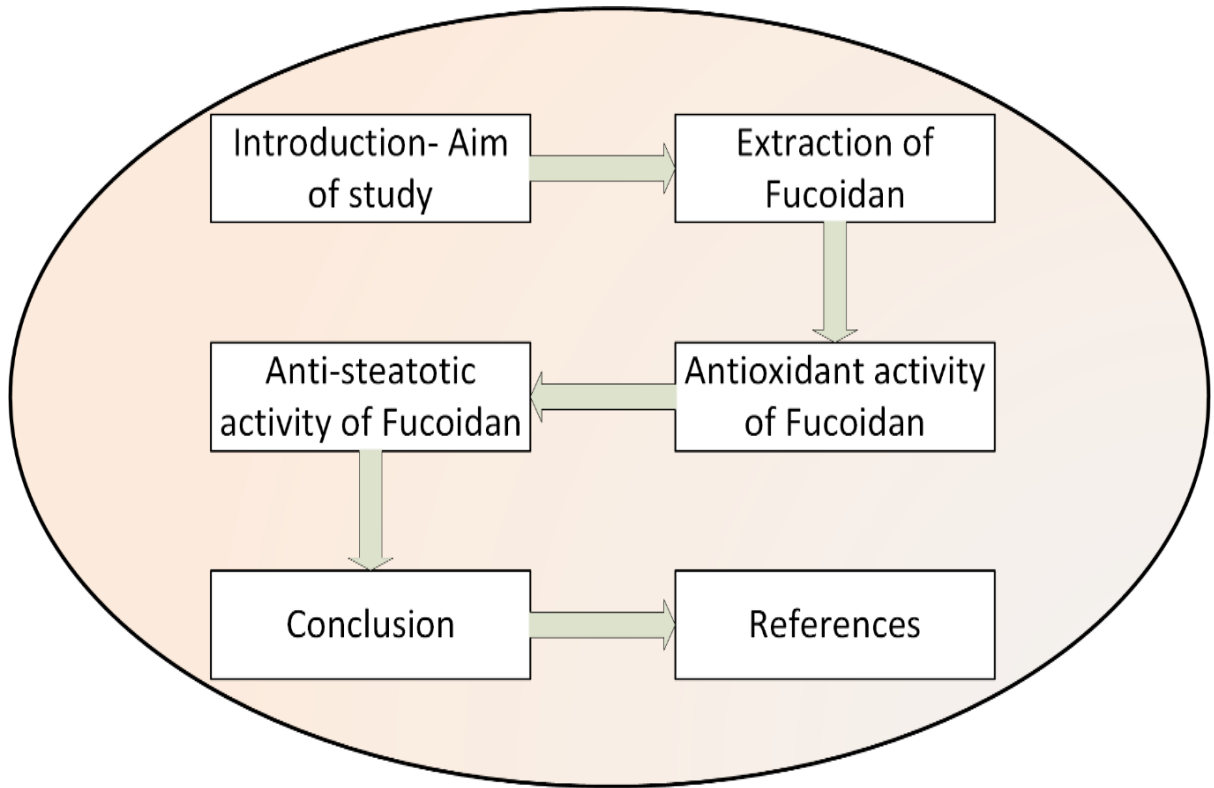 Introduction- Aim
of study
Extraction of
Fucoidan
Antioxidant activity
of Fucoidan
Anti-steatotic
activity of Fucoidan
Conclusion
References